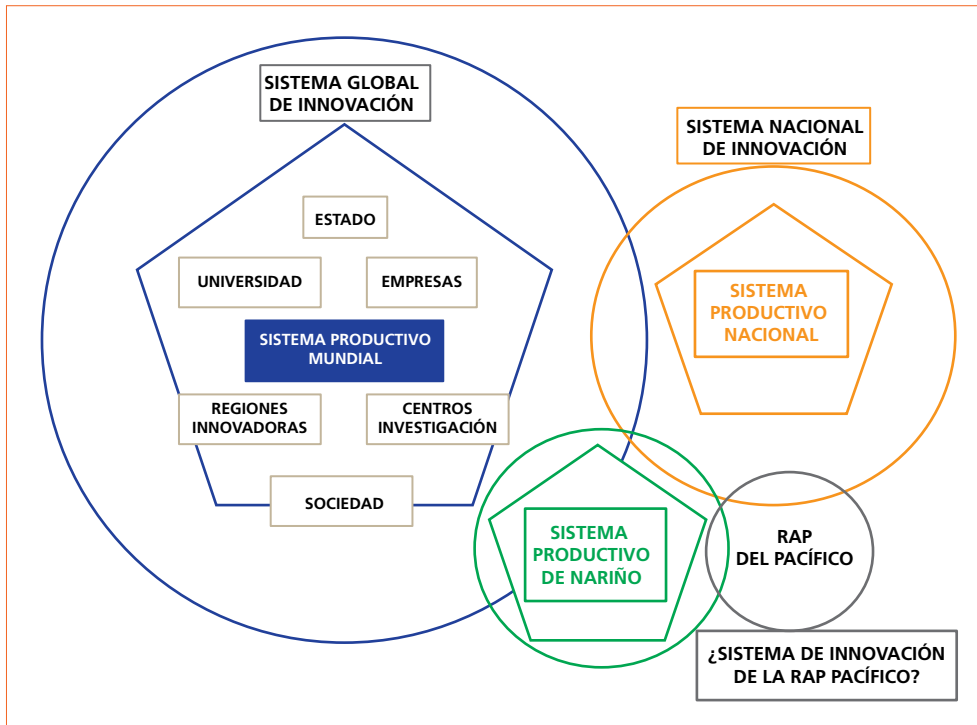 SISTEMA GLOBAL
DE INNOVACIÓN
ESTADO
UNIVERSIDAD
EMPRESAS
SISTEMA PRODUCTIVO
MUNDIAL
REGIONES
INNOVADORAS
CENTROS
INVESTIGACIÓN
SOCIEDAD
SISTEMA NACIONAL
DE INNOVACIÓN
SISTEMA
PRODUCTIVO
NACIONAL
SISTEMA
PRODUCTIVO
DE NARIÑO
RAP
DEL PACÍFICO
¿SISTEMA DE INNOVACIÓN
DE LA RAP PACÍFICO?